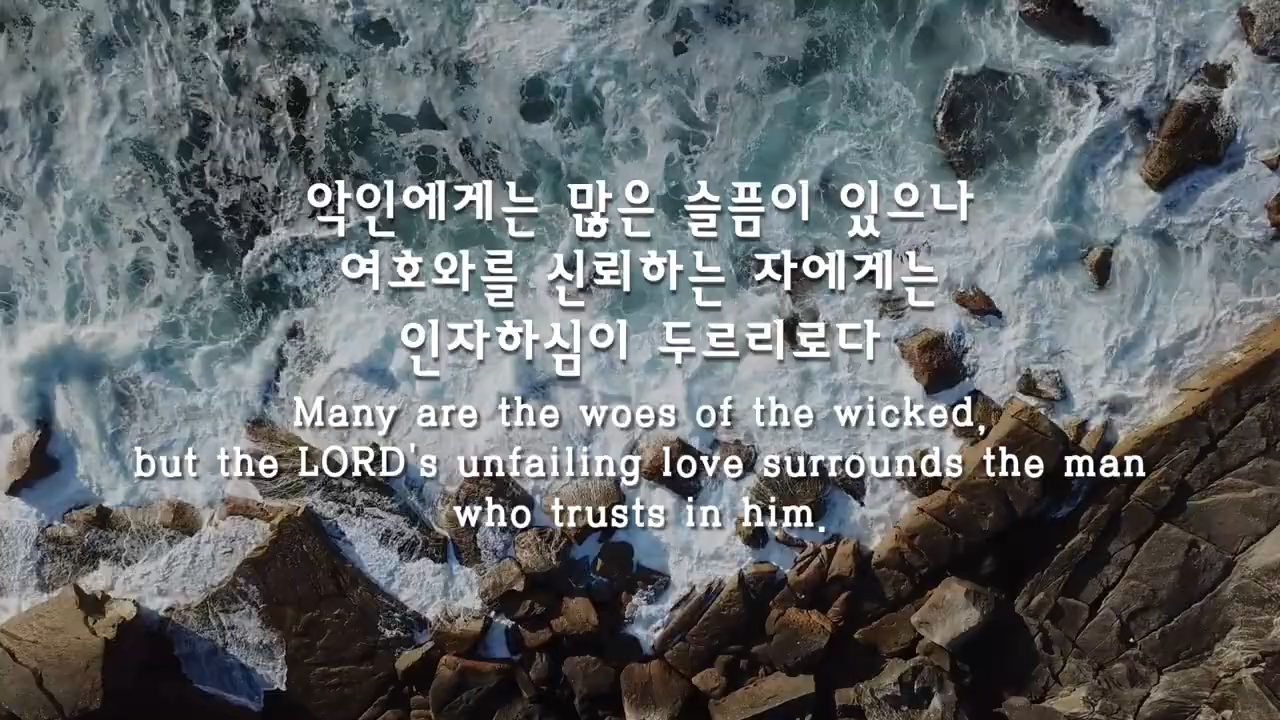 악인에게는 많은 슬픔이 있으나
여호와를 신뢰하는 자에게는
인자하심이 두르리로다
Many are the woes of the wicked,
but the LORD's unfailing love surrounds the man
who trusts in him.